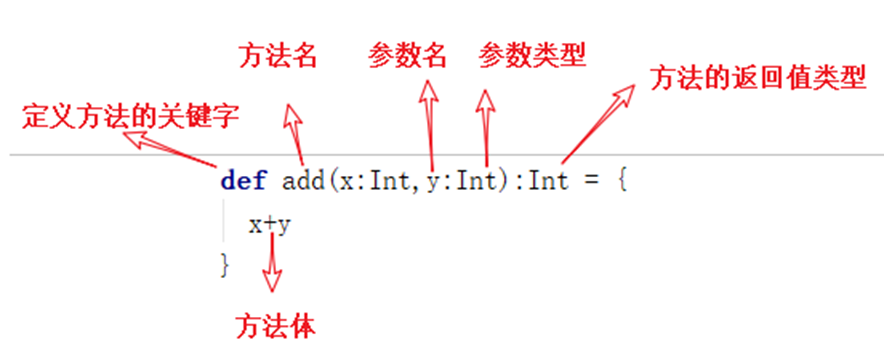 方法名 参数名 参数类型
方法的返回值类型
定义方法的关键字
def add(x:Int,y:Int):Int = {
x+y
}
方法体